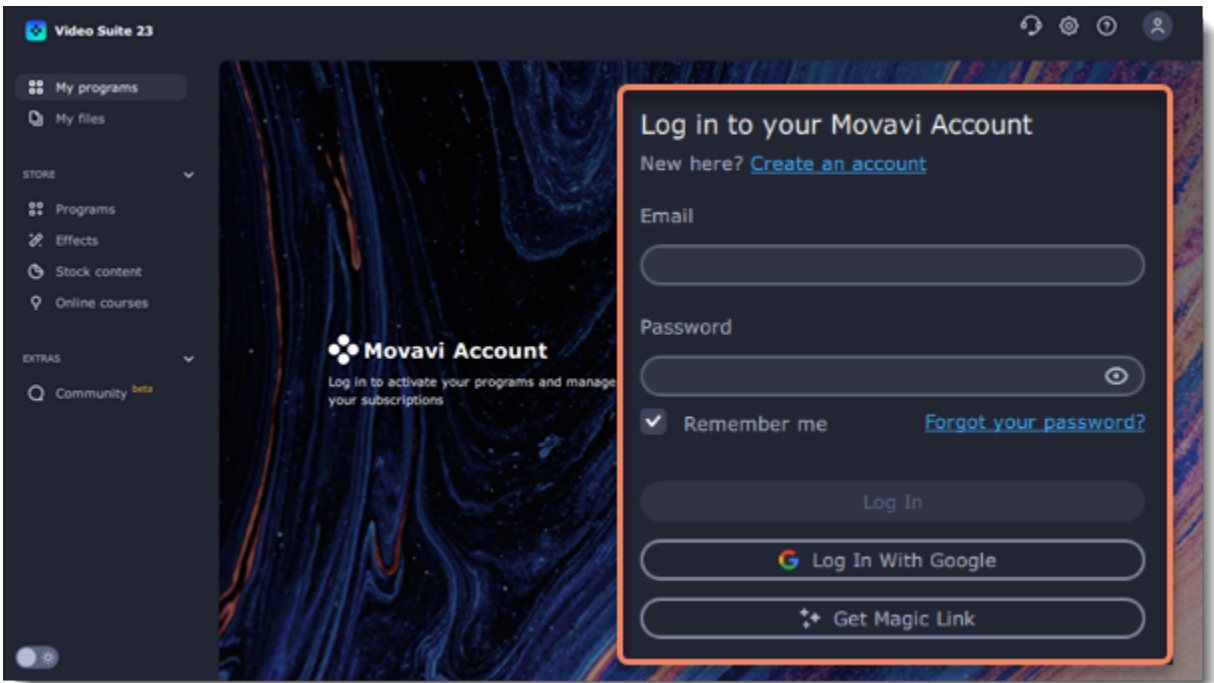 Video Suite 23
My programs
My files
STORE
Programs
Effects
Stock content
Online courses
EXTRAS
Community beta
Movavi Account
Log in to activate your programs and manage
your subscriptions
Log in to your Movavi Account
New here? Create an account
Email
Password
Remember me Forgot your password?
Log In
Log In With Google
Get Magic Link